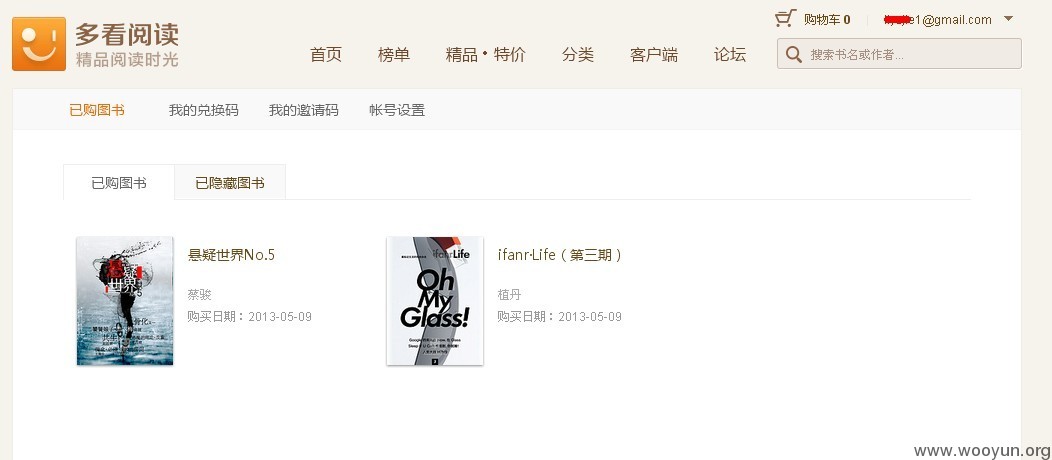 多看阅读
精品阅读时光
购物车 0
e1@gmail.com
首页 榜单 精品·特价 分类 客户端 论坛
搜索书名或作者...
已购图书 我的兑换码 我的邀请码 帐号设置
已购图书 已隐藏图书
悬疑世界No.5
蔡骏
购买日期：2013-05-09
ifanr·Life（第三期）
植丹
购买日期：2013-05-09
悬疑
世界
ifanrLife
Oh
My
Glass!
www.wooyun.org